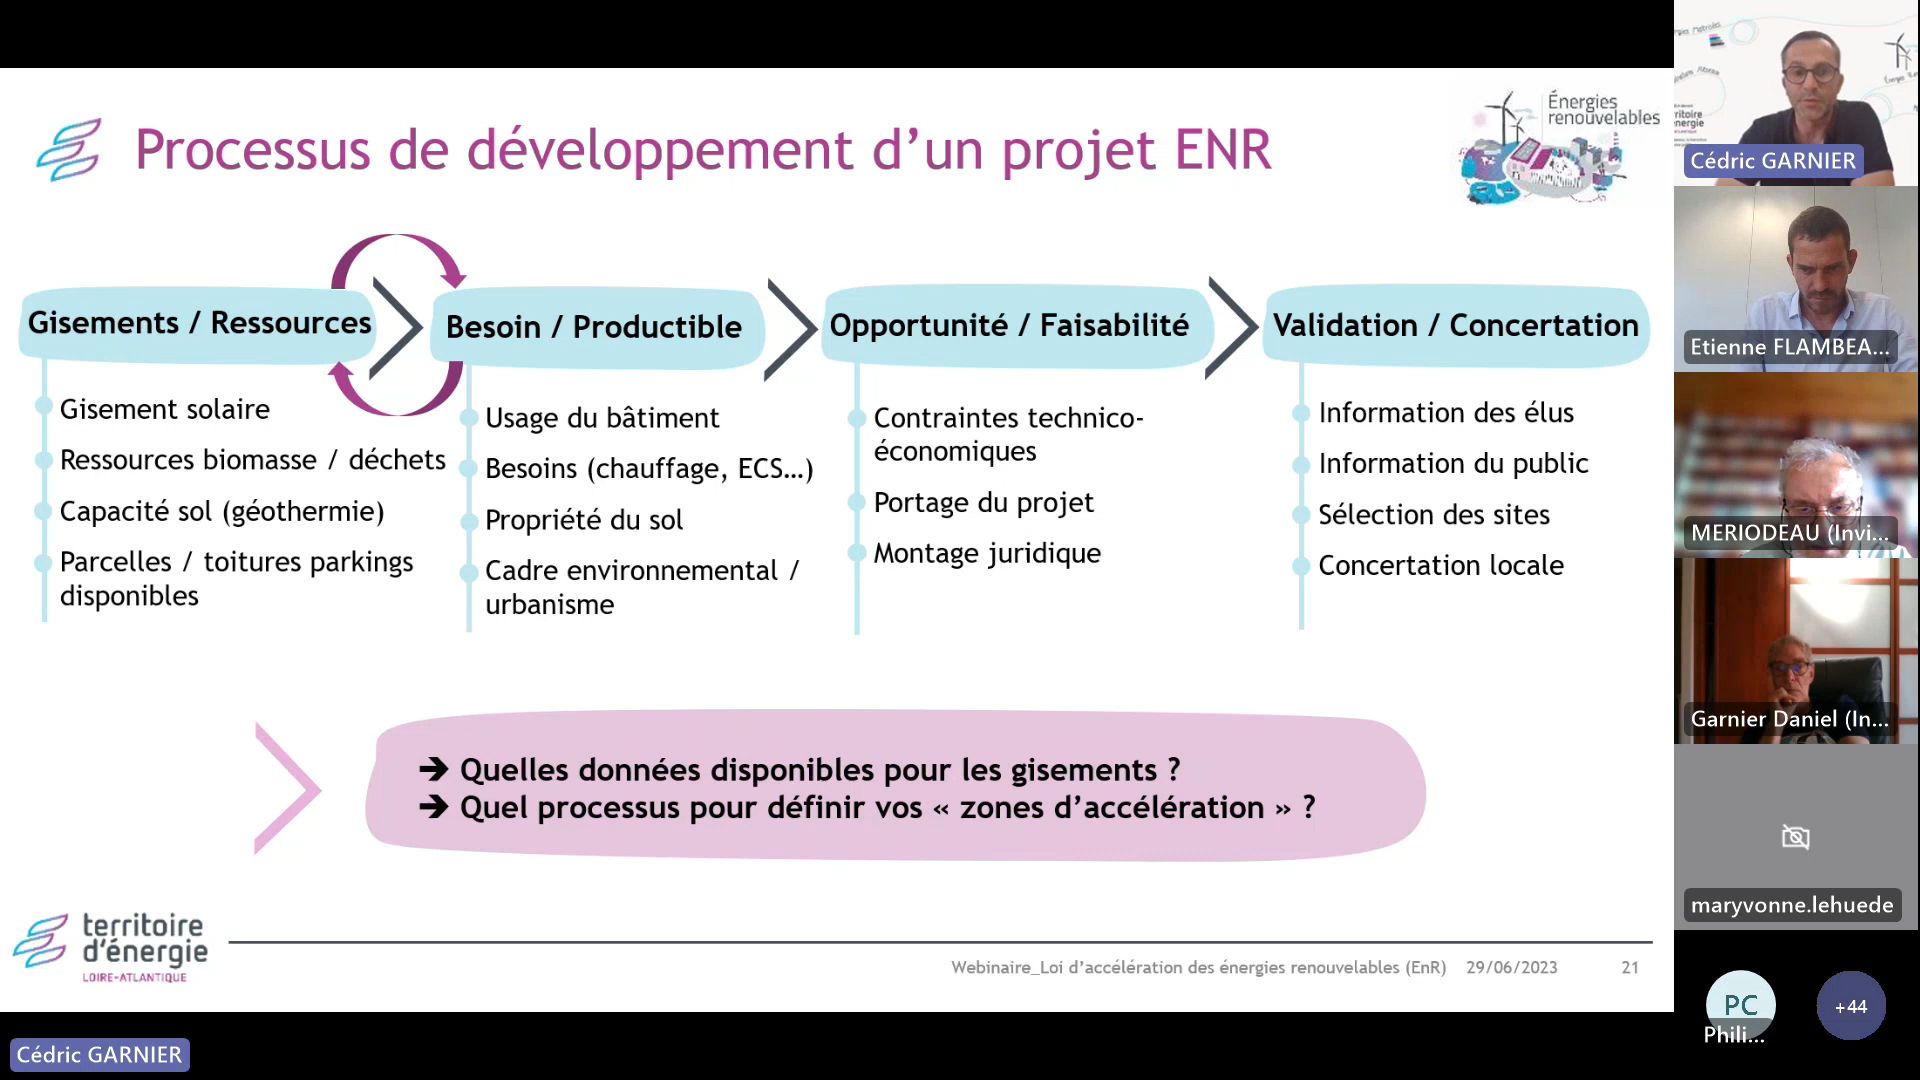 Processus de développement d’un projet ENR
Énergies
renouvelables
Gisements / Ressources
Gisement solaire
Ressources biomasse / déchets
Capacité sol (géothermie)
Parcelles / toitures parkings
disponibles
Besoin / Productible
Usage du bâtiment
Besoins (chauffage, ECS…)
Propriété du sol
Cadre environnemental /
urbanisme
Opportunité / Faisabilité
Contraintes technico-
économiques
Portage du projet
Montage juridique
Validation / Concertation
Information des élus
Information du public
Sélection des sites
Concertation locale
➔ Quelles données disponibles pour les gisements ?
➔ Quel processus pour définir vos « zones d’accélération » ?
territoire
d’énergie
LOIRE-ATLANTIQUE
Webinaire_Loi d’accélération des énergies renouvelables (EnR) 29/06/2023 21
Cédric GARNIER
Cédric GARNIER
Etienne FLAMBEA...
MERIODEAU (Invi...
Garnier Daniel (In...
maryvonne.lehuede
PC
Phili...
+44